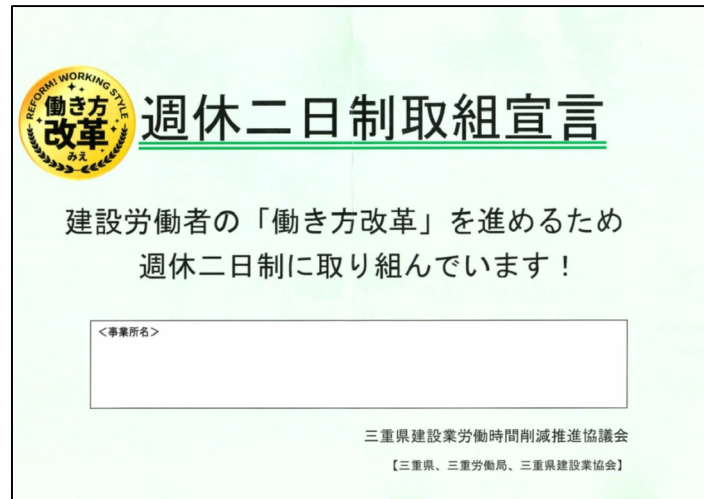 REFORM! WORKING STYLE
働き方
改革
みえ
週休二日制取組宣言
建設労働者の「働き方改革」を進めるため
週休二日制に取り組んでいます！
＜事業所名＞
三重県建設業労働時間削減推進協議会
【三重県、三重労働局、三重県建設業協会】